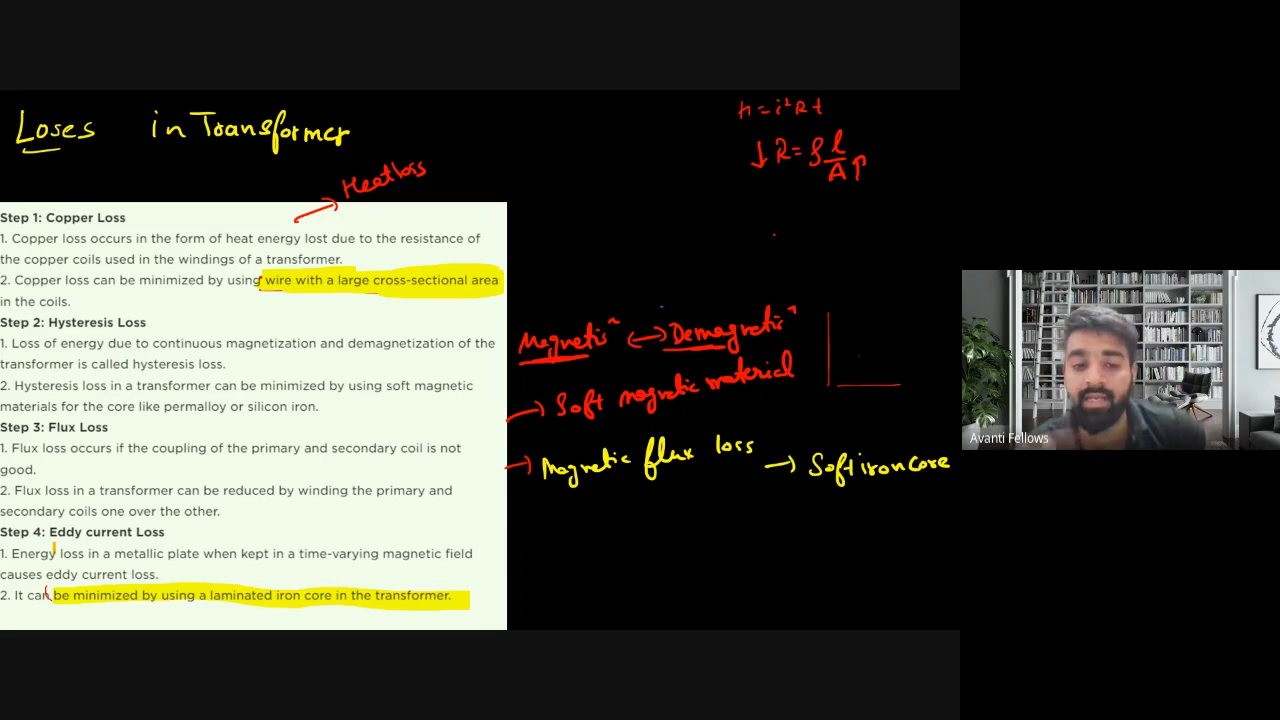 Loses in Transformer
H = i²Rt
↓ R = ρ l/A ↑
Heat loss
Step 1: Copper Loss
1. Copper loss occurs in the form of heat energy lost due to the resistance of
the copper coils used in the windings of a transformer.
2. Copper loss can be minimized by using wire with a large cross-sectional area
in the coils.
Step 2: Hysteresis Loss
1. Loss of energy due to continuous magnetization and demagnetization of the
transformer is called hysteresis loss.
2. Hysteresis loss in a transformer can be minimized by using soft magnetic
materials for the core like permalloy or silicon iron.
Step 3: Flux Loss
1. Flux loss occurs if the coupling of the primary and secondary coil is not
good.
2. Flux loss in a transformer can be reduced by winding the primary and
secondary coils one over the other.
Step 4: Eddy current Loss
1. Energy loss in a metallic plate when kept in a time-varying magnetic field
causes eddy current loss.
2. It can be minimized by using a laminated iron core in the transformer.
Magnetisⁿ ↔ Demagneticⁿ
→ Soft magnetic material
→ Magnetic flux loss → Soft iron core
Avanti Fellows